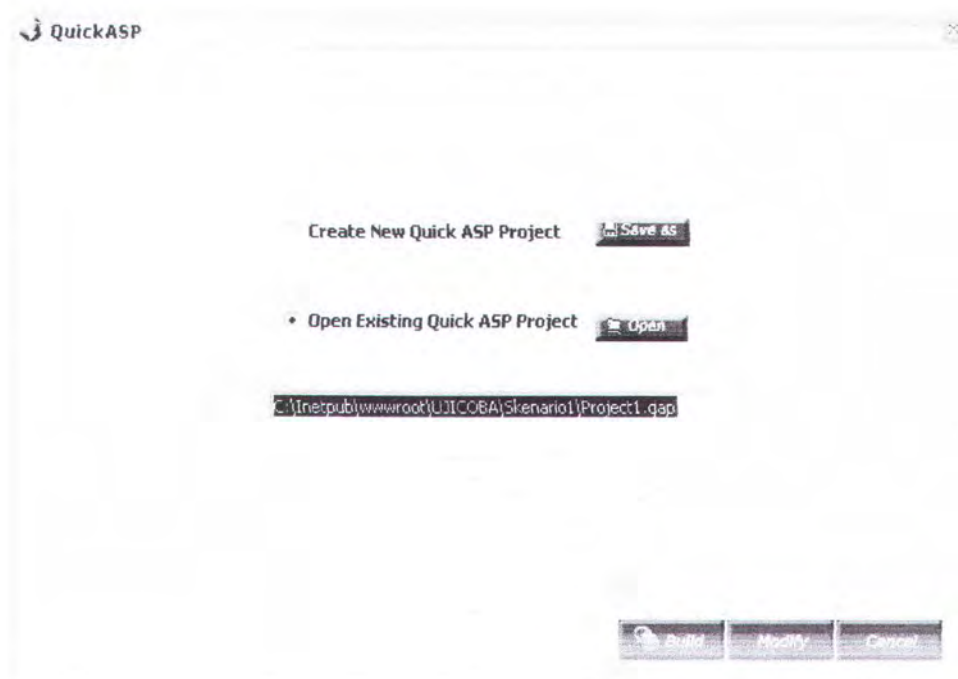 QuickASP
Create New Quick ASP Project Save as
• Open Existing Quick ASP Project Open
C:\Inetpub\wwwroot\UJICOBA\Skenario1\Project1.qap
Build Modify Cancel